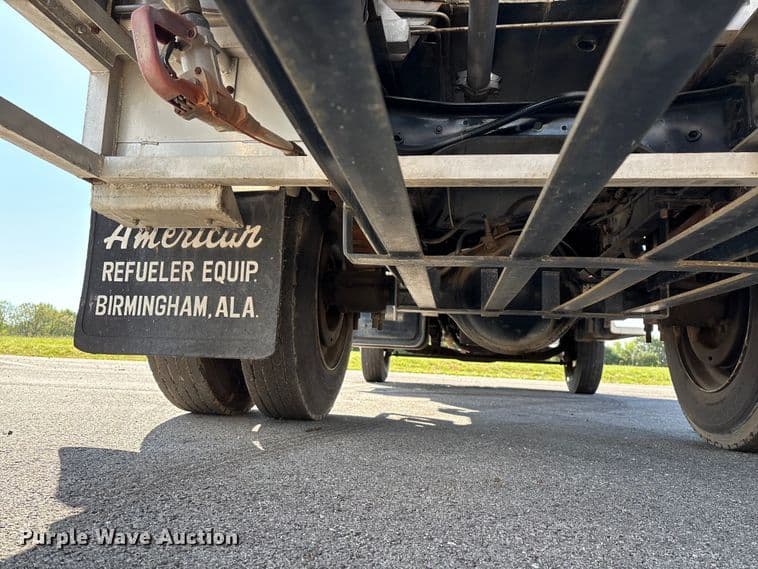 American
REFUELER EQUIP.
BIRMINGHAM, ALA.
Purple Wave Auction